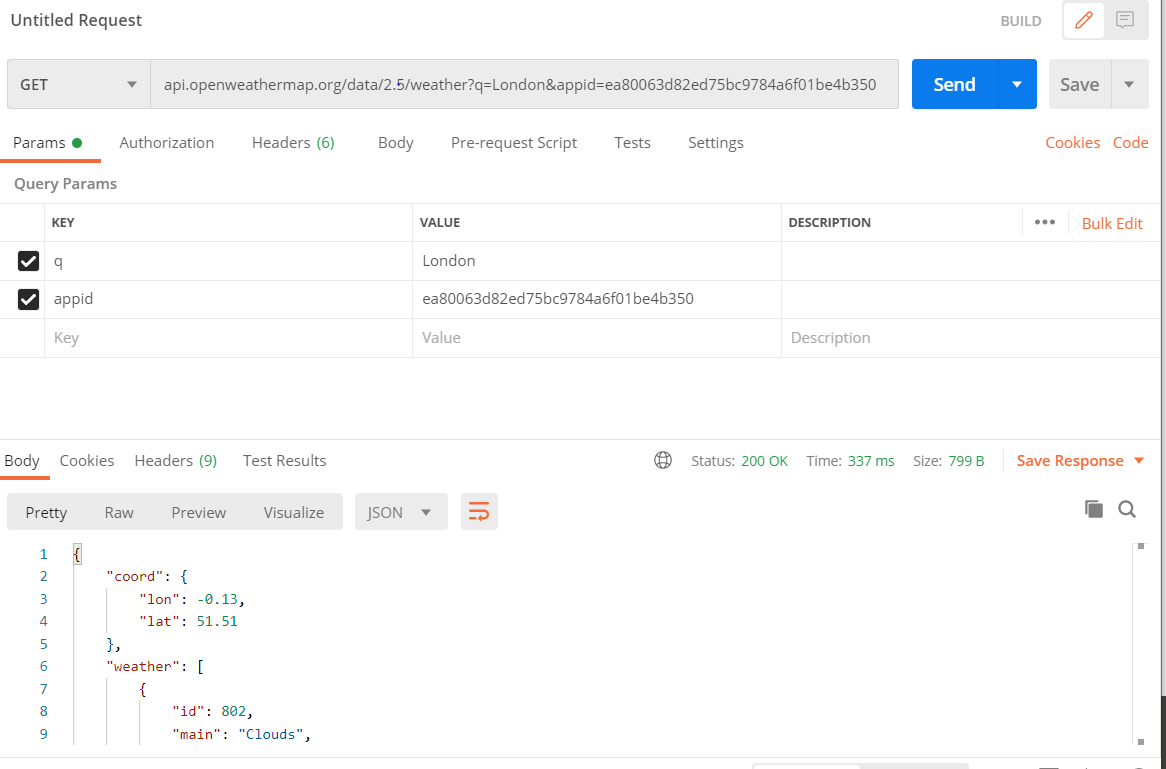 Untitled Request BUILD
GET api.openweathermap.org/data/2.5/weather?q=London&appid=ea80063d82ed75bc9784a6f01be4b350 Send Save
Params Authorization Headers (6) Body Pre-request Script Tests Settings Cookies Code
Query Params
KEY VALUE DESCRIPTION ••• Bulk Edit
q London
appid ea80063d82ed75bc9784a6f01be4b350
Key Value Description
Body Cookies Headers (9) Test Results Status: 200 OK Time: 337 ms Size: 799 B Save Response
Pretty Raw Preview Visualize JSON
1 {
2 "coord": {
3 "lon": -0.13,
4 "lat": 51.51
5 },
6 "weather": [
7 {
8 "id": 802,
9 "main": "Clouds",